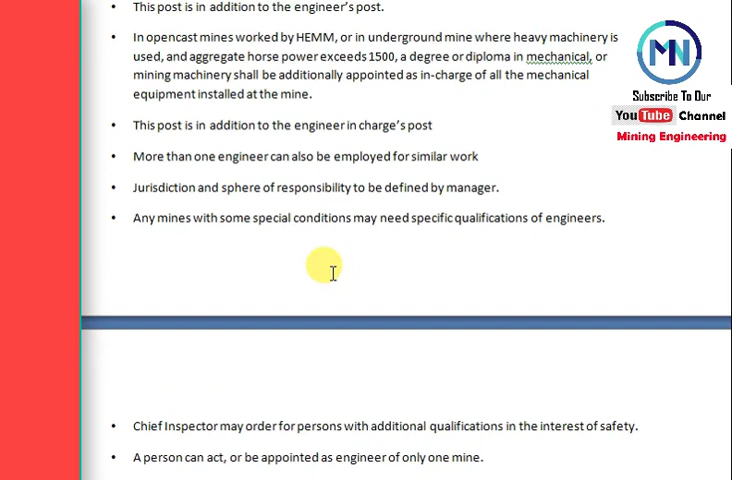 • This post is in addition to the engineer's post.
• In opencast mines worked by HEMM, or in underground mine where heavy machinery is
used, and aggregate horse power exceeds 1500, a degree or diploma in mechanical, or
mining machinery shall be additionally appointed as in-charge of all the mechanical
equipment installed at the mine.
• This post is in addition to the engineer in charge's post
• More than one engineer can also be employed for similar work
• Jurisdiction and sphere of responsibility to be defined by manager.
• Any mines with some special conditions may need specific qualifications of engineers.
• Chief Inspector may order for persons with additional qualifications in the interest of safety.
• A person can act, or be appointed as engineer of only one mine.
MN
Subscribe To Our
YouTube Channel
Mining Engineering